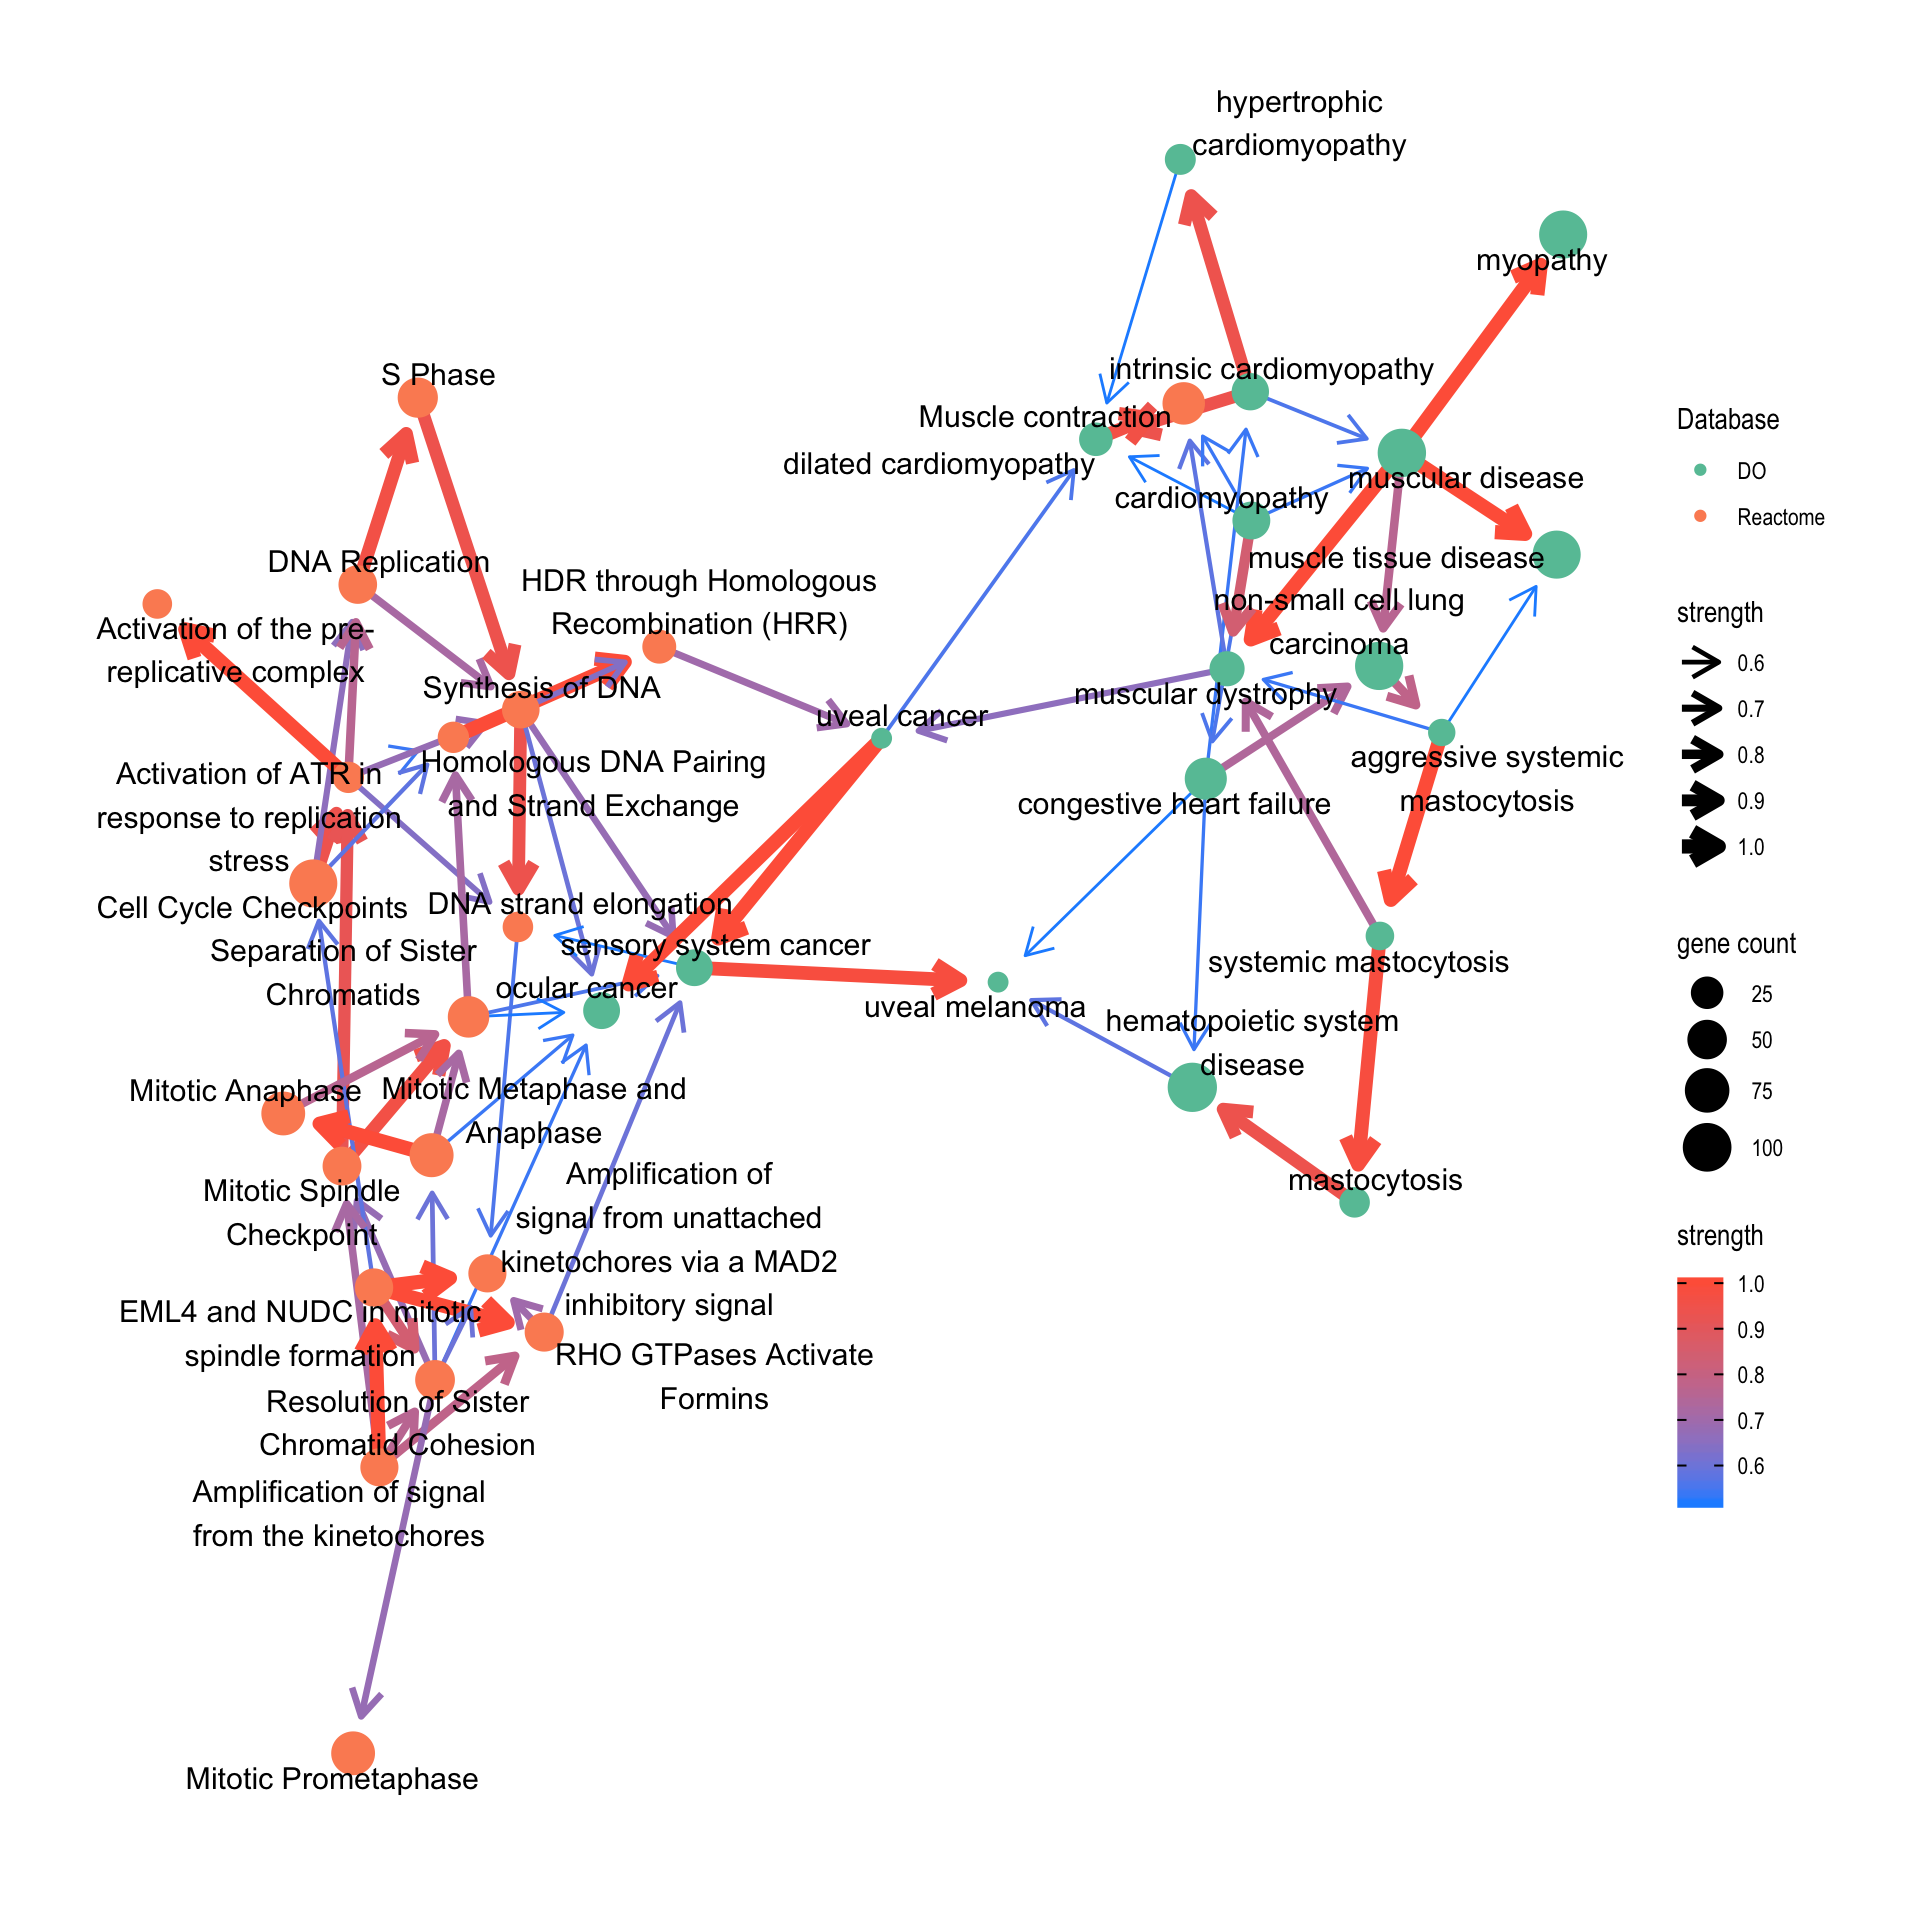 hypertrophic
cardiomyopathy
myopathy
S Phase
intrinsic cardiomyopathy
Muscle contraction
dilated cardiomyopathy
muscular disease
cardiomyopathy
DNA Replication
HDR through Homologous
Recombination (HRR)
muscle tissue disease
non-small cell lung
carcinoma
Activation of the pre-
replicative complex
Synthesis of DNA
uveal cancer
muscular dystrophy
Homologous DNA Pairing
and Strand Exchange
aggressive systemic
mastocytosis
Activation of ATR in
response to replication
stress
congestive heart failure
Cell Cycle Checkpoints
DNA strand elongation
Separation of Sister
Chromatids
sensory system cancer
ocular cancer
systemic mastocytosis
uveal melanoma
hematopoietic system
disease
Mitotic Anaphase
Mitotic Metaphase and
Anaphase
Mitotic Spindle
Checkpoint
Amplification of
signal from unattached
kinetochores via a MAD2
inhibitory signal
mastocytosis
EML4 and NUDC in mitotic
spindle formation
RHO GTPases Activate
Formins
Resolution of Sister
Chromatid Cohesion
Amplification of signal
from the kinetochores
Mitotic Prometaphase
Database
DO
Reactome
strength
0.6
0.7
0.8
0.9
1.0
gene count
25
50
75
100
strength
1.0
0.9
0.8
0.7
0.6